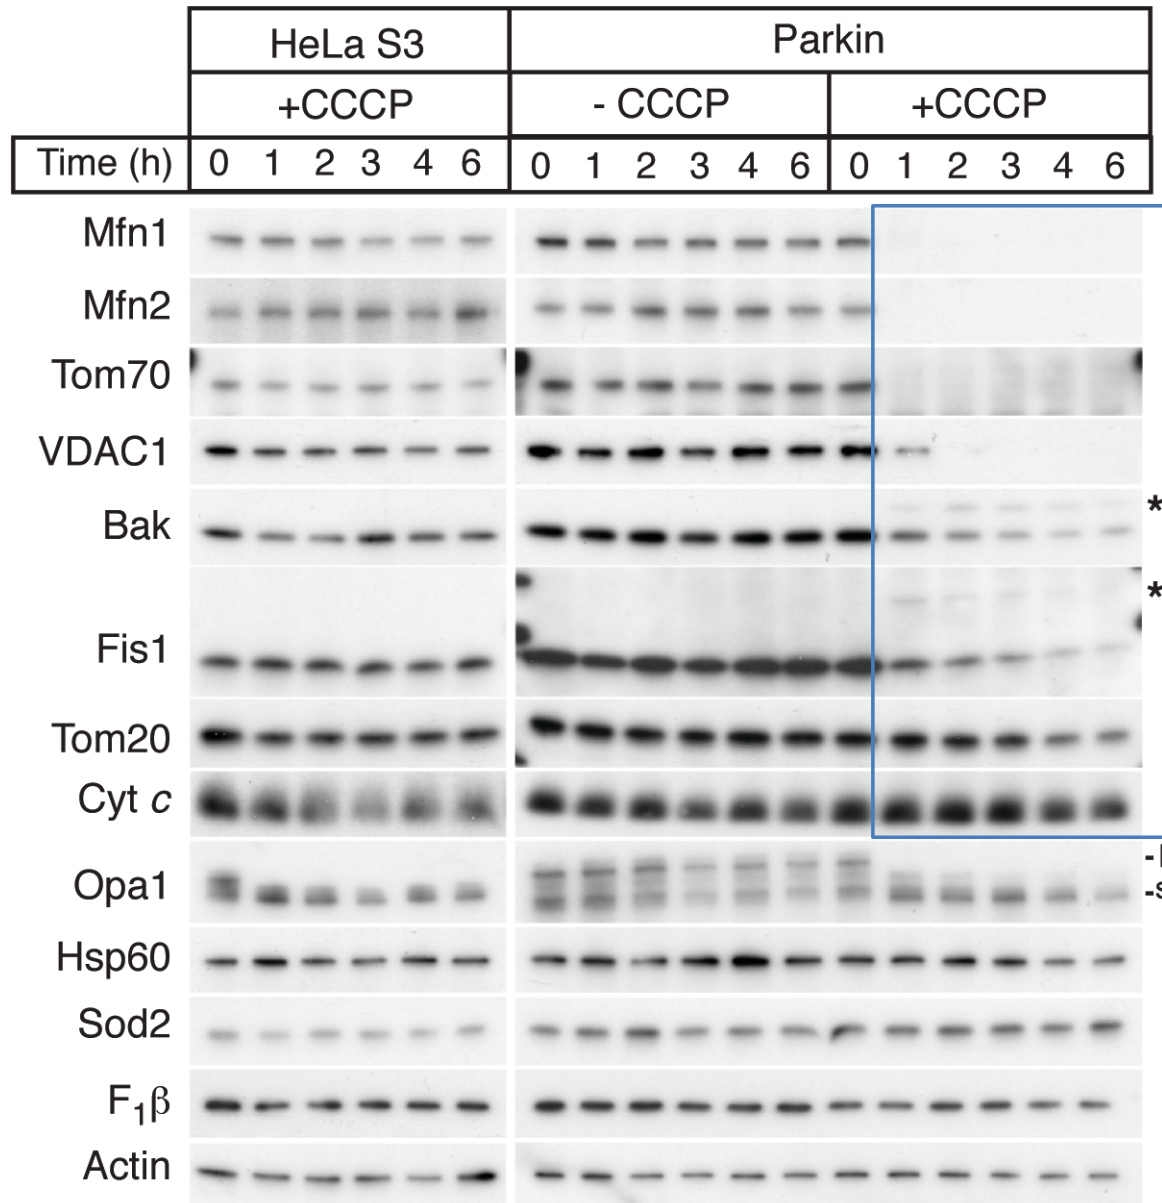 HeLa S3 Parkin
+CCCP - CCCP +CCCP
Time (h) 0 1 2 3 4 6 0 1 2 3 4 6 0 1 2 3 4 6
Mfn1
Mfn2
Tom70
VDAC1
Bak *
Fis1 *
Tom20
Cyt c
Opa1
Hsp60
Sod2
F₁β
Actin